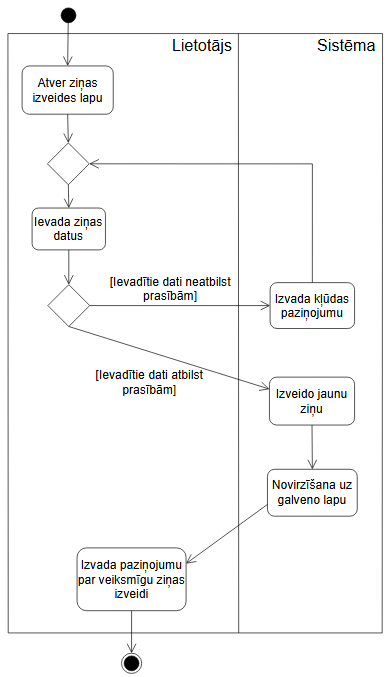 Lietotājs
Sistēma
Atver ziņas
izveides lapu
Ievada ziņas
datus
[Ievadītie dati neatbilst
prasībām]
Izvada kļūdas
paziņojumu
[Ievadītie dati atbilst
prasībām]
Izveido jaunu
ziņu
Novirzīšana uz
galveno lapu
Izvada paziņojumu
par veiksmīgu ziņas
izveidi